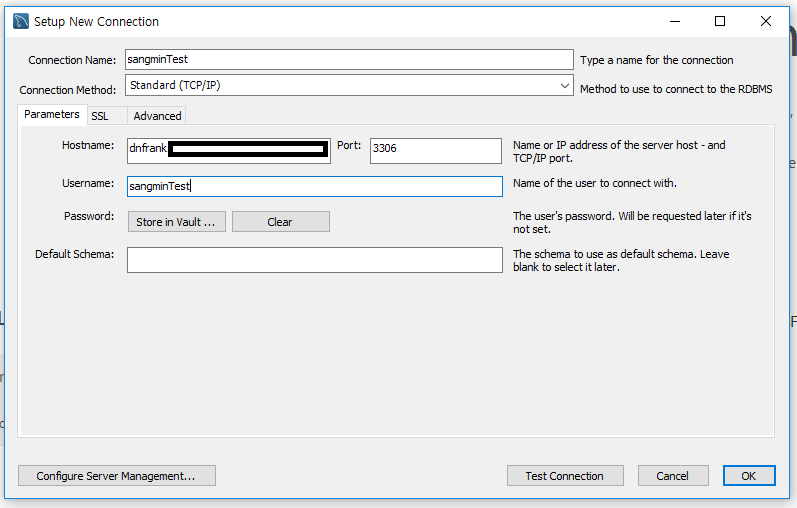 Setup New Connection
Connection Name: sangminTest Type a name for the connection
Connection Method: Standard (TCP/IP) Method to use to connect to the RDBMS
Parameters SSL Advanced
Hostname: dnfrank Port: 3306 Name or IP address of the server host - and
TCP/IP port.
Username: sangminTest Name of the user to connect with.
Password: Store in Vault ... Clear The user's password. Will be requested later if it's
not set.
Default Schema: The schema to use as default schema. Leave
blank to select it later.
Configure Server Management... Test Connection Cancel OK